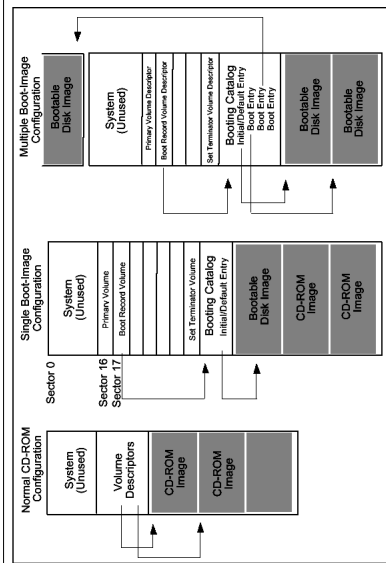 Normal CD-ROM
Configuration
System
(Unused)
Volume
Descriptors
CD-ROM
Image
CD-ROM
Image
Single Boot-Image
Configuration
Sector 0
System
(Unused)
Sector 16
Primary Volume
Sector 17
Boot Record Volume
Set Terminator Volume
Booting Catalog
Initial/Default Entry
Bootable
Disk Image
CD-ROM
Image
CD-ROM
Image
Multiple Boot-Image
Configuration
Bootable
Disk Image
System
(Unused)
Primary Volume Descriptor
Boot Record Volume Descriptor
Set Terminator Volume Descriptor
Booting Catalog
Initial/Default Entry
Boot Entry
Boot Entry
Boot Entry
Bootable
Disk Image
Bootable
Disk Image